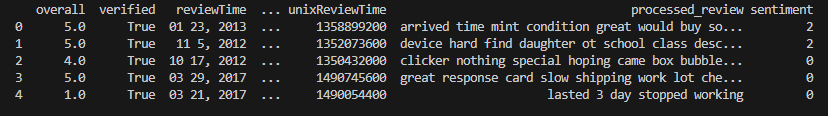 overall verified reviewTime ... unixReviewTime processed_review sentiment
0 5.0 True 01 23, 2013 ... 1358899200 arrived time mint condition great would buy so... 2
1 5.0 True 11 5, 2012 ... 1352073600 device hard find daughter ot school class desc... 2
2 4.0 True 10 17, 2012 ... 1350432000 clicker nothing special hoping came box bubble... 0
3 5.0 True 03 29, 2017 ... 1490745600 great response card slow shipping work lot che... 0
4 1.0 True 03 21, 2017 ... 1490054400 lasted 3 day stopped working 0